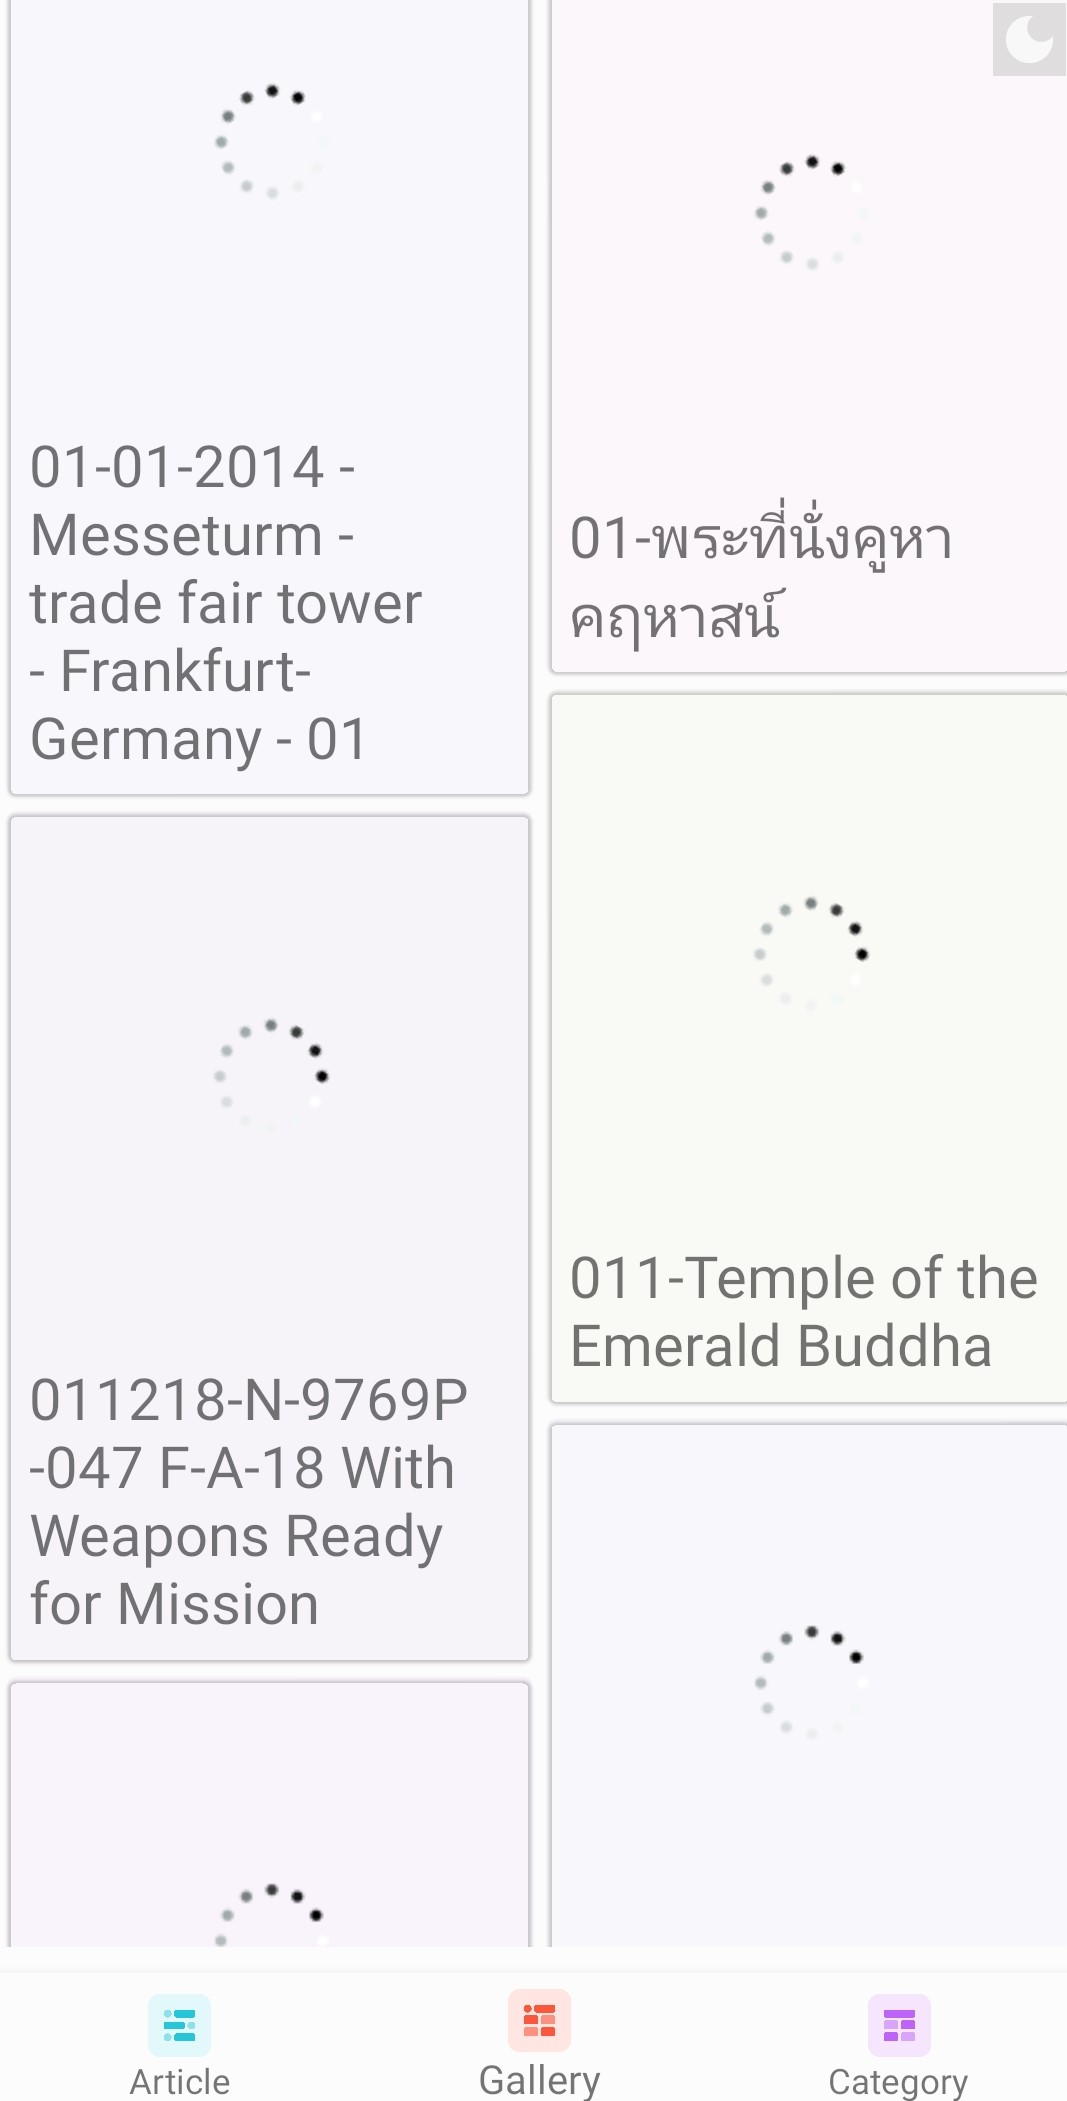 01-01-2014 -
Messeturm -
trade fair tower
- Frankfurt-
Germany - 01
01-พระที่นั่งคูหา
คฤหาสน์
011218-N-9769P
-047 F-A-18 With
Weapons Ready
for Mission
011-Temple of the
Emerald Buddha
Article
Gallery
Category